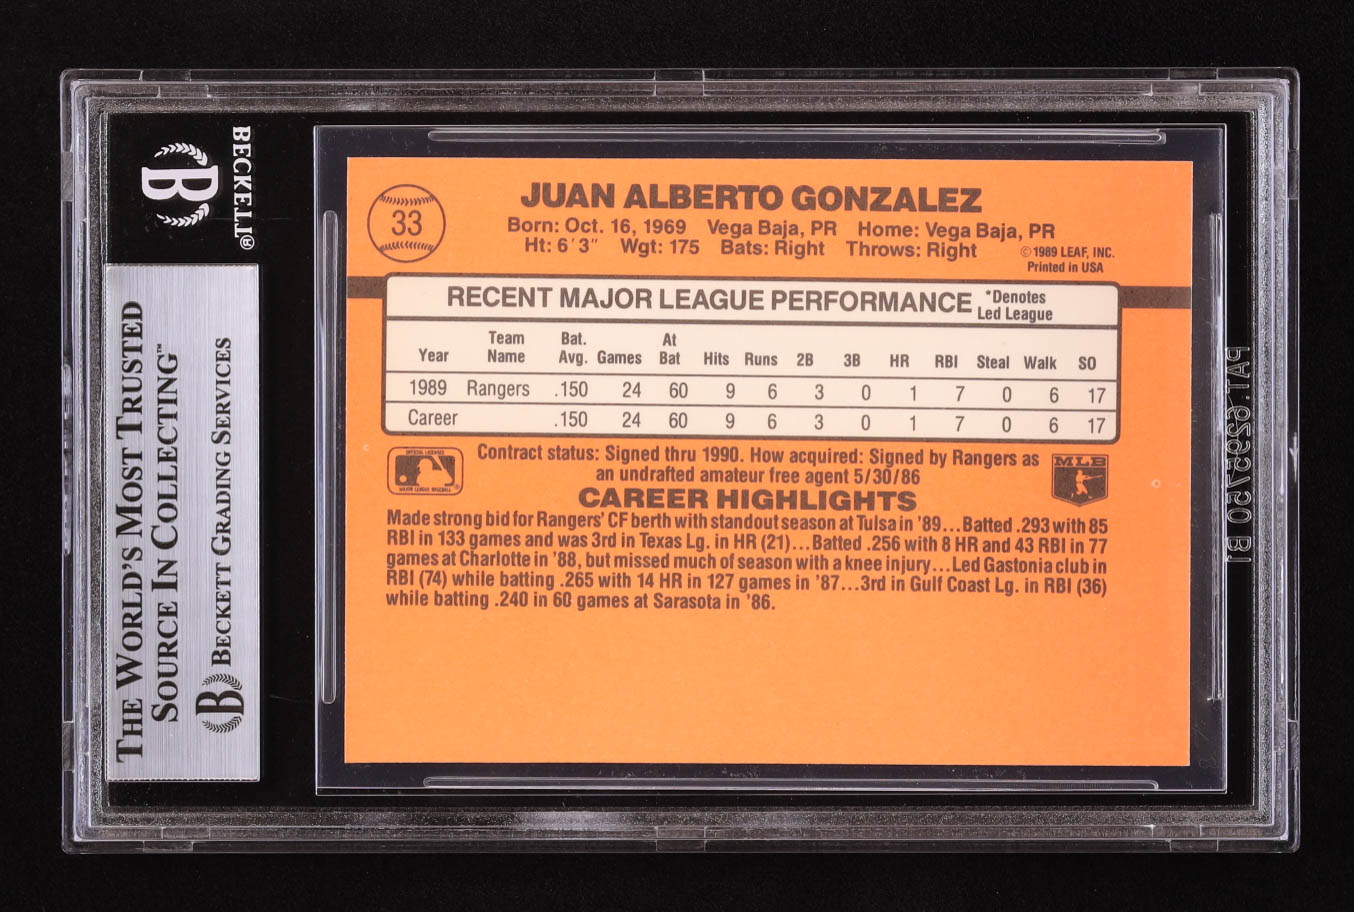 BECKETT®
B
THE WORLD'S MOST TRUSTED
SOURCE IN COLLECTING™
B BECKETT GRADING SERVICES
33
JUAN ALBERTO GONZALEZ
Born: Oct. 16, 1969 Vega Baja, PR Home: Vega Baja, PR
Ht: 6' 3" Wgt: 175 Bats: Right Throws: Right
©1989 LEAF, INC.
Printed in USA
RECENT MAJOR LEAGUE PERFORMANCE *Denotes
Led League
Year Team Name Bat. Avg. Games At Bat Hits Runs 2B 3B HR RBI Steal Walk SO
1989 Rangers .150 24 60 9 6 3 0 1 7 0 6 17
Career .150 24 60 9 6 3 0 1 7 0 6 17
OFFICIAL LICENSEE
MAJOR LEAGUE BASEBALL
Contract status: Signed thru 1990. How acquired: Signed by Rangers as
an undrafted amateur free agent 5/30/86
MLB
CAREER HIGHLIGHTS
Made strong bid for Rangers' CF berth with standout season at Tulsa in '89...Batted .293 with 85
RBI in 133 games and was 3rd in Texas Lg. in HR (21)...Batted .256 with 8 HR and 43 RBI in 77
games at Charlotte in '88, but missed much of season with a knee injury...Led Gastonia club in
RBI (74) while batting .265 with 14 HR in 127 games in '87...3rd in Gulf Coast Lg. in RBI (36)
while batting .240 in 60 games at Sarasota in '86.
PAT. 6235750 B1